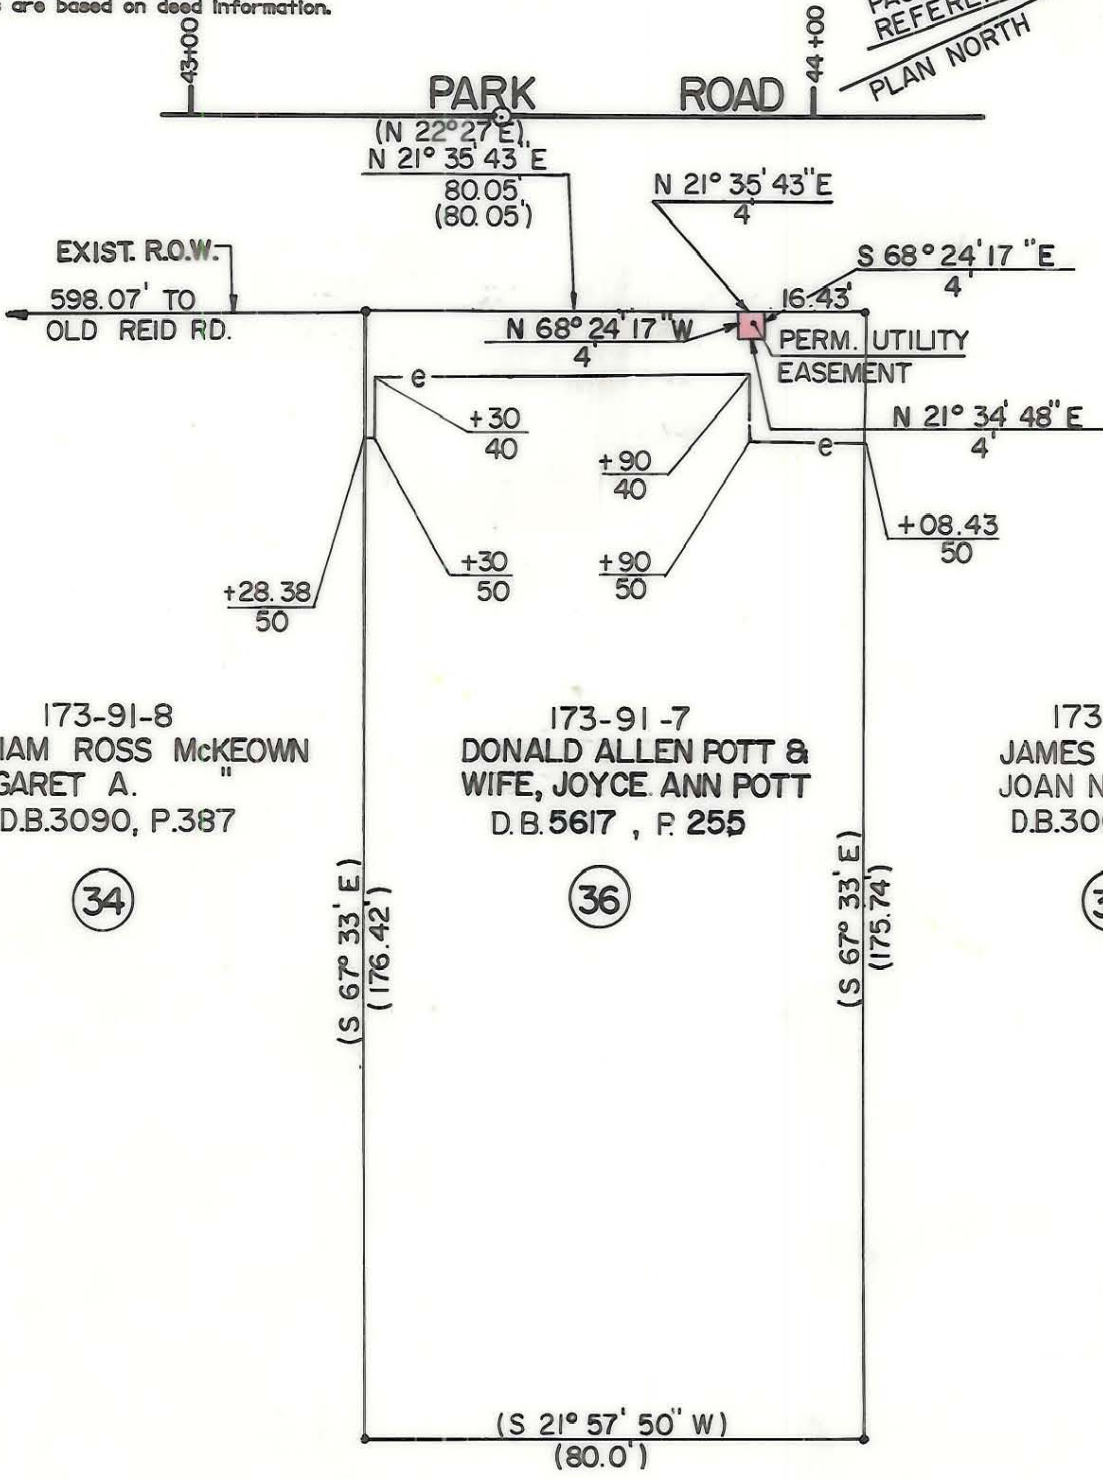 are based on deed information.
43+00
44+00
REFEREN
PLAN NORTH
PARK ROAD
(N 22° 27' E)
N 21° 35' 43" E
80.05'
(80.05')
N 21° 35' 43" E
4'
EXIST. R.O.W.
S 68° 24' 17" E
4'
598.07' TO
OLD REID RD.
16.43'
N 68° 24' 17" W
4'
PERM. UTILITY
EASEMENT
e
+30
40
N 21° 34' 48" E
4'
e
+90
40
+08.43
50
+30
50
+90
50
+28.38
50
173-91-8
IAM ROSS McKEOWN
GARET A. "
D.B.3090, P.387
34
173-91-7
DONALD ALLEN POTT &
WIFE, JOYCE ANN POTT
D.B.5617, P. 255
36
173
JAMES
JOAN N
D.B.30
(S 67° 33' E)
(176.42')
(S 67° 33' E)
(175.74')
(S 21° 57' 50" W)
(80.0')